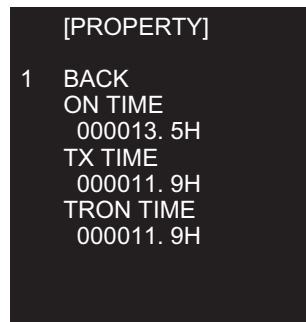 [PROPERTY]
1 BACK
ON TIME
000013. 5H
TX TIME
000011. 9H
TRON TIME
000011. 9H